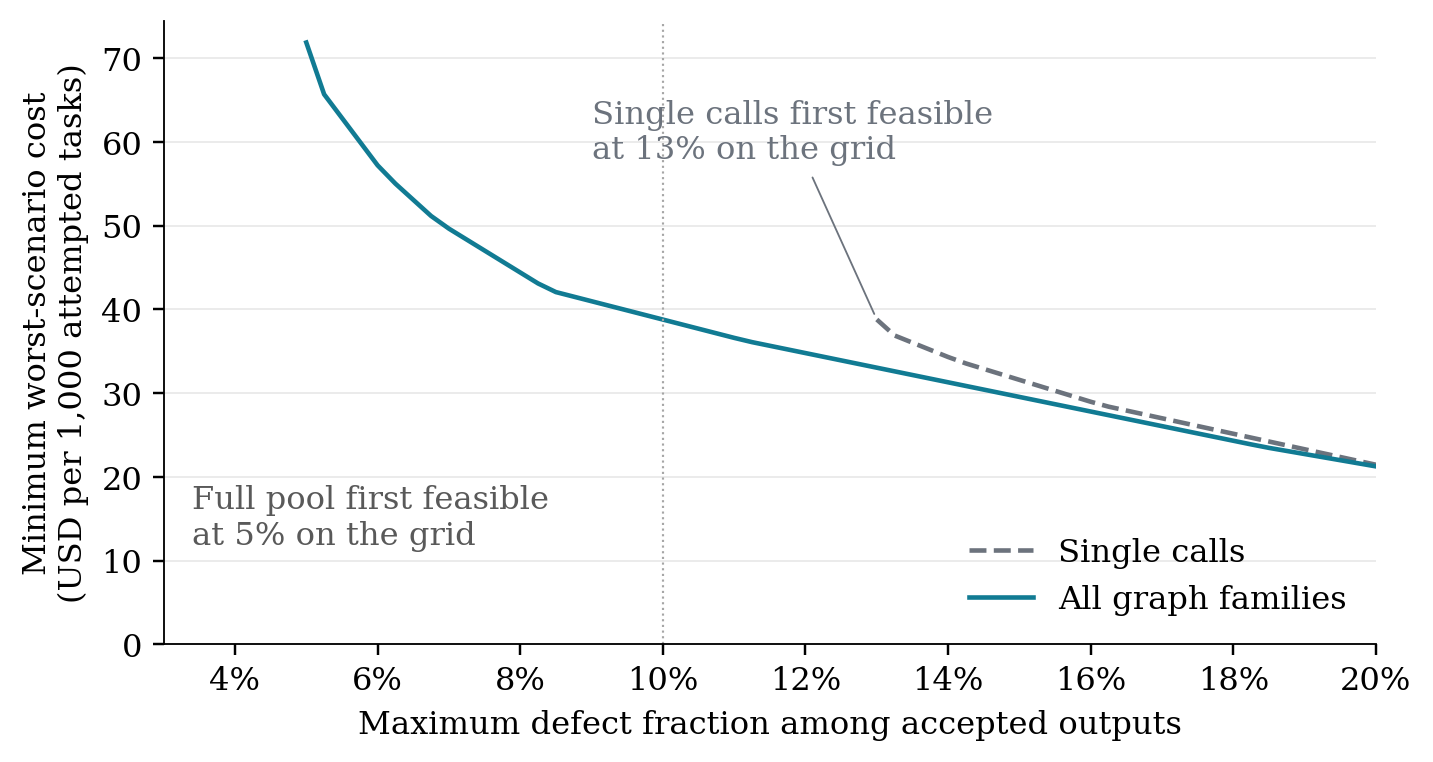 Minimum worst-scenario cost
(USD per 1,000 attempted tasks)
70
60
50
40
30
20
10
0
Single calls first feasible
at 13% on the grid
Full pool first feasible
at 5% on the grid
Single calls
All graph families
4% 6% 8% 10% 12% 14% 16% 18% 20%
Maximum defect fraction among accepted outputs